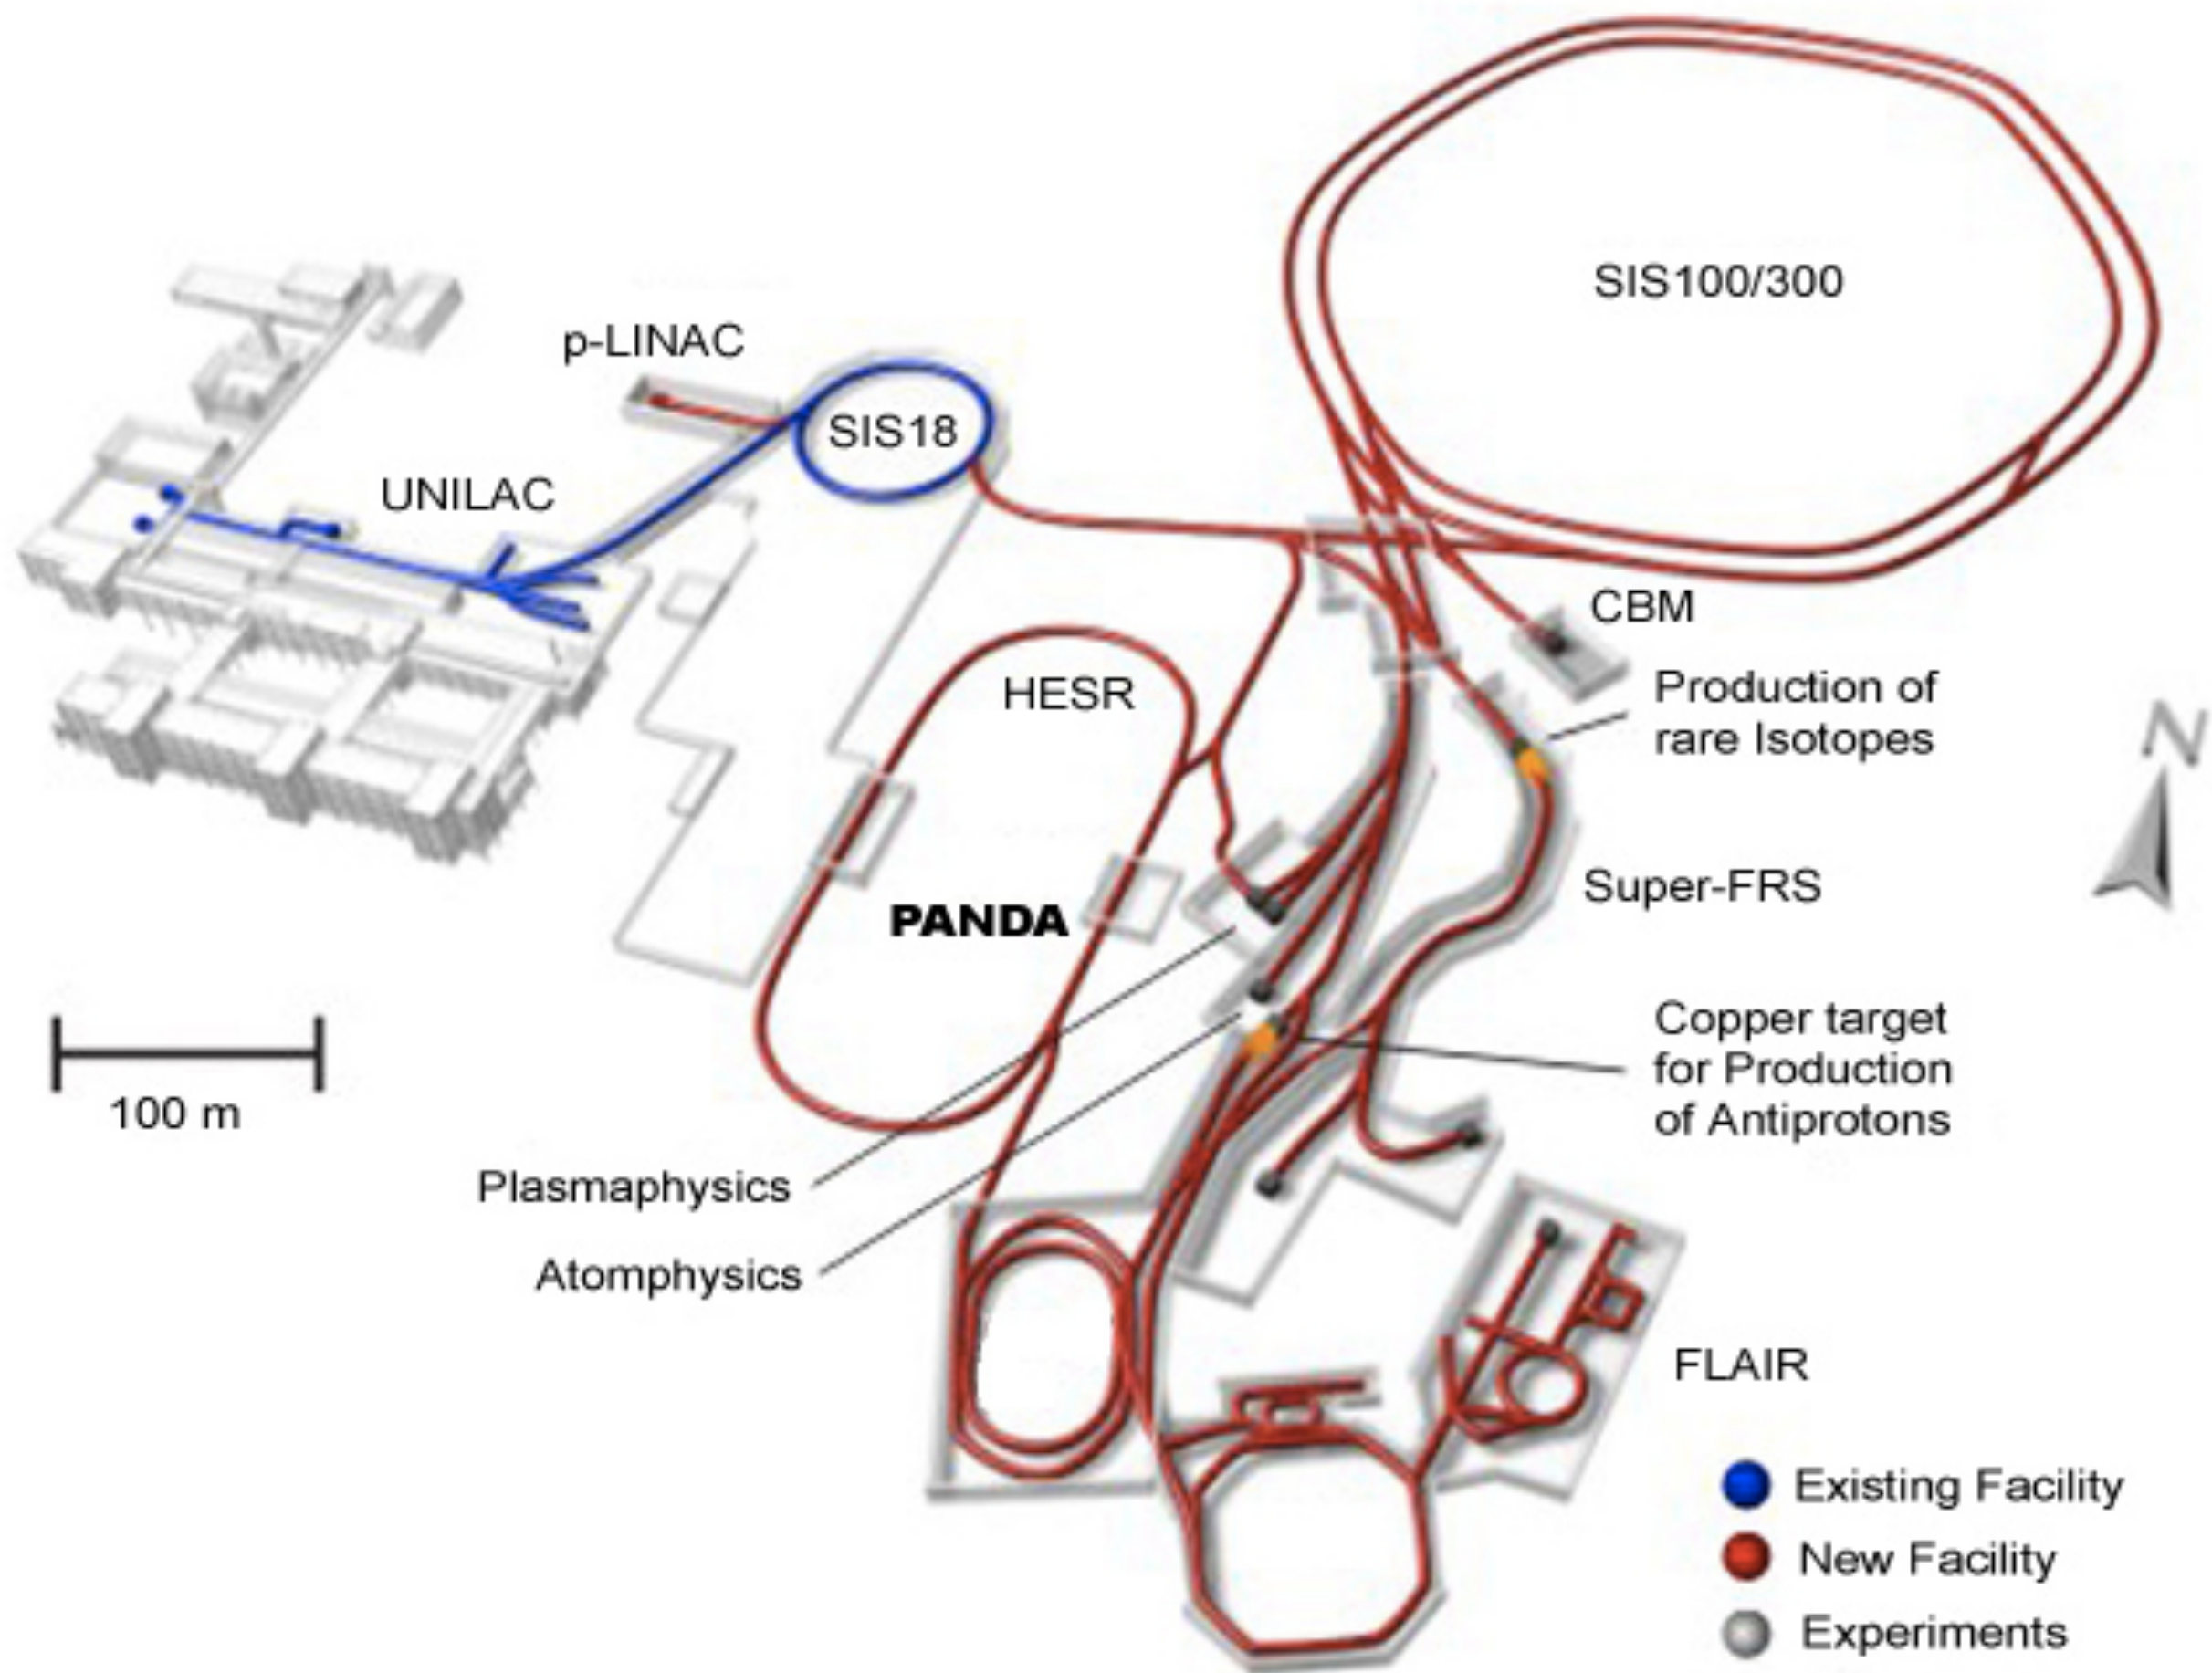 SIS100/300
p-LINAC
SIS18
UNILAC
CBM
HESR
Production of
rare Isotopes
N
Super-FRS
PANDA
Copper target
for Production
of Antiprotons
100 m
Plasmaphysics
Atomphysics
FLAIR
Existing Facility
New Facility
Experiments